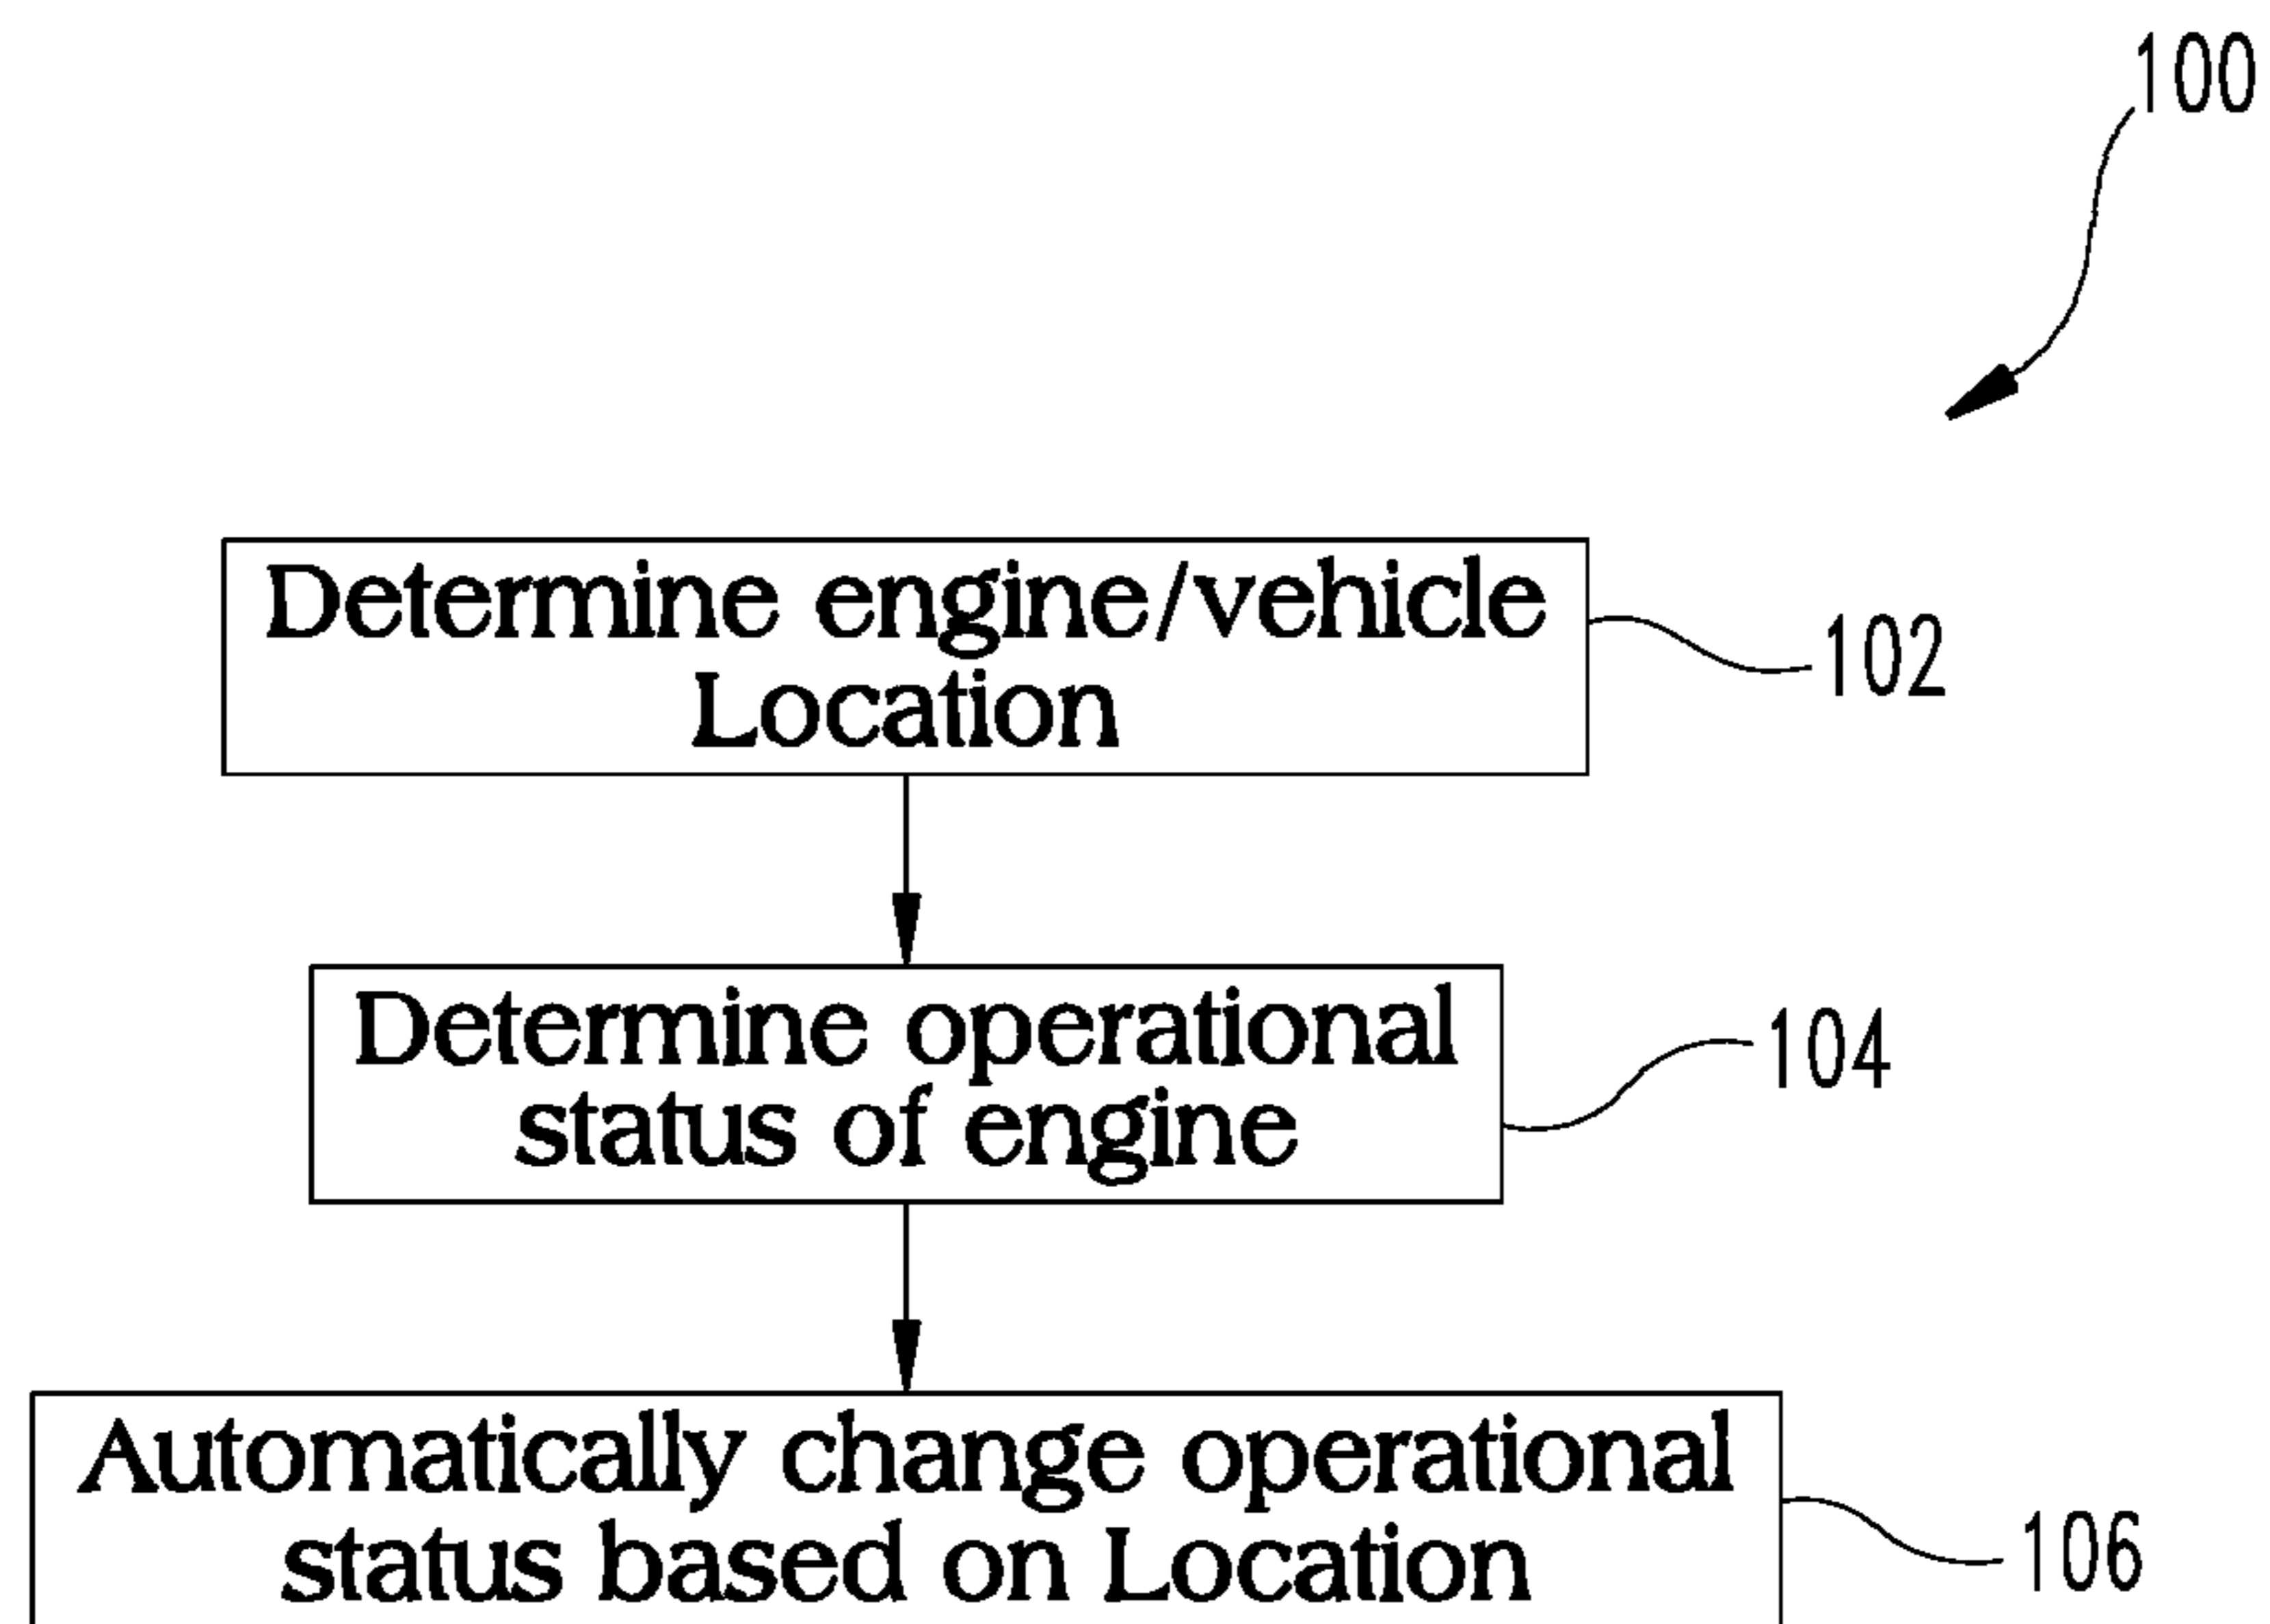 100
Determine engine/vehicle
Location
102
Determine operational
status of engine
104
Automatically change operational
status based on Location
106